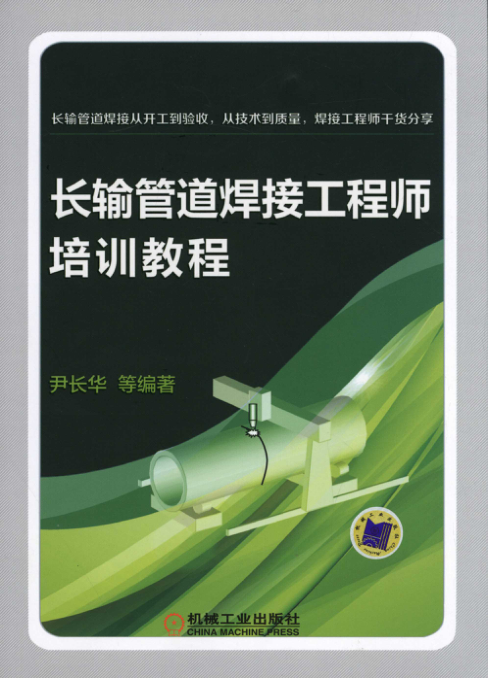 长输管道焊接从开工到验收，从技术到质量，焊接工程师干货分享
长输管道焊接工程师
培训教程
尹长华 等编著
机械工业出版社
CHINA MACHINE PRESS